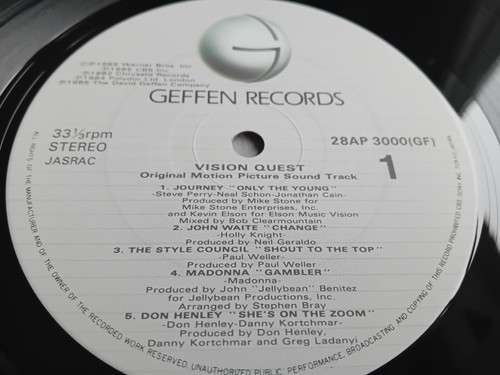 ℗1985 Warner Bros. Inc
℗1985 CBS Inc.
℗1982 Chrysalis Records
℗1984 Polydor Ltd. London
℗1985 The David Geffen Company
G
GEFFEN RECORDS
33⅓rpm
STEREO
JASRAC
28AP 3000(GF)
1
VISION QUEST
Original Motion Picture Sound Track
1. JOURNEY "ONLY THE YOUNG"
-Steve Perry-Neal Schon-Jonathan Cain-
Produced by Mike Stone for
Mike Stone Enterprises, Inc.
and Kevin Elson for Elson Music Vision
Mixed by Bob Clearmountain
2. JOHN WAITE "CHANGE"
-Holly Knight-
Produced by Neil Geraldo
3. THE STYLE COUNCIL "SHOUT TO THE TOP"
-Paul Weller-
Produced by Paul Weller
4. MADONNA "GAMBLER"
-Madonna-
Produced by John "Jellybean" Benitez
for Jellybean Productions, Inc.
Arranged by Stephen Bray
5. DON HENLEY "SHE'S ON THE ZOOM"
-Don Henley-Danny Kortchmar-
Produced by Don Henley,
Danny Kortchmar and Greg Ladanyi
ALL RIGHTS OF THE MANUFACTURER AND OF THE OWNER OF THE RECORDED WORK RESERVED. UNAUTHORIZED PUBLIC PERFORMANCE, BROADCASTING AND COPYING OF THIS RECORD PROHIBITED